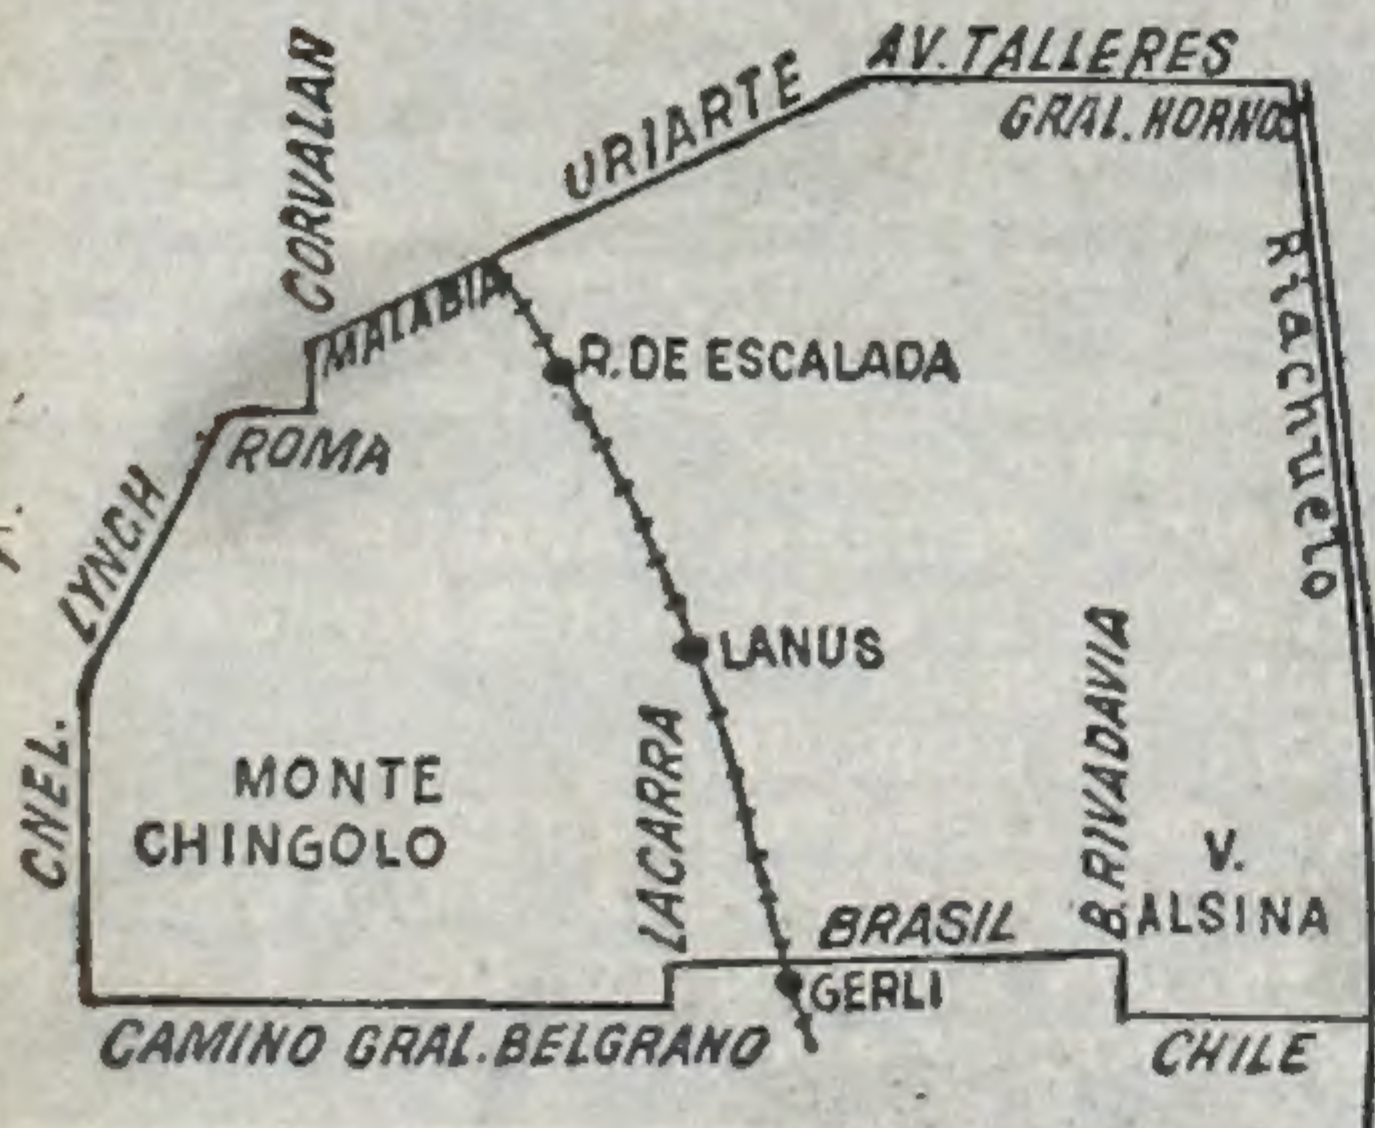 AV. TALLERES
GRAL. HORNOS
URIARTE
CORVALLAN
MALABIA
Riachuelo
R. DE ESCALADA
ROMA
LYNCH
CNEL.
LANUS
MONTE
CHINGOLO
LACARRA
B. RIVADAVIA
V.
ALSINA
BRASIL
GERLI
CAMINO GRAL. BELGRANO
CHILE